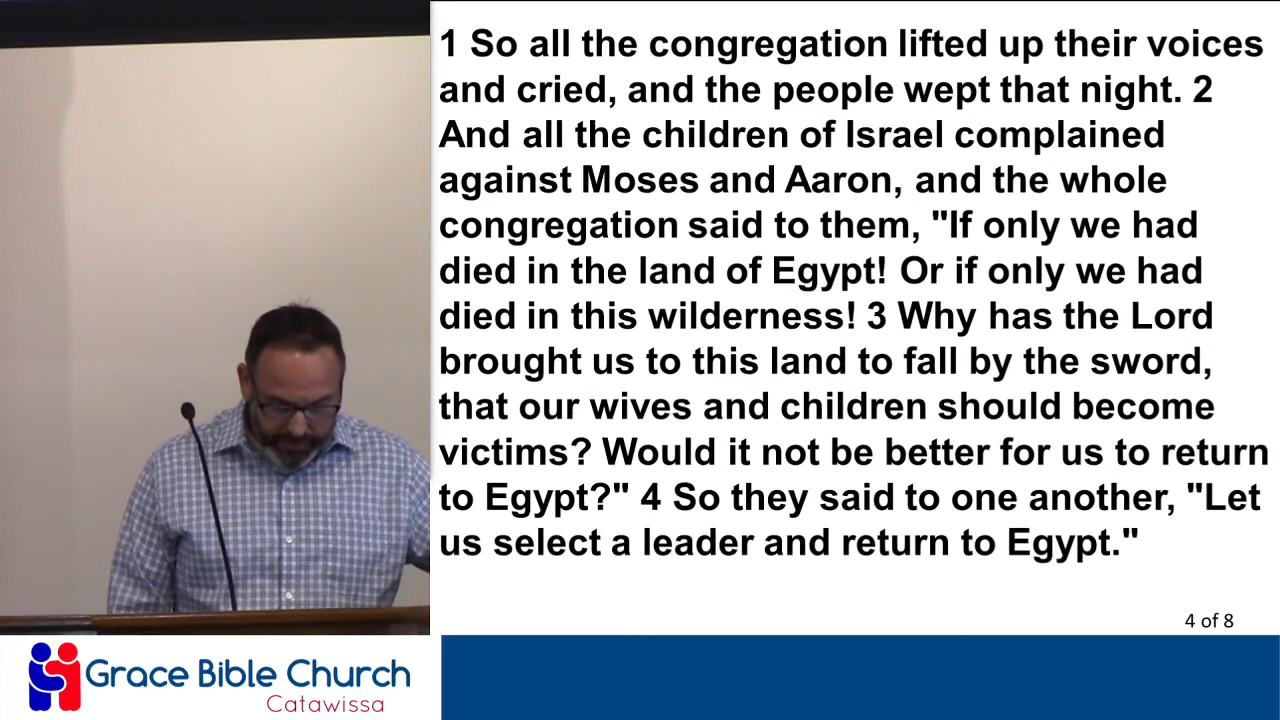 1 So all the congregation lifted up their voices
and cried, and the people wept that night. 2
And all the children of Israel complained
against Moses and Aaron, and the whole
congregation said to them, "If only we had
died in the land of Egypt! Or if only we had
died in this wilderness! 3 Why has the Lord
brought us to this land to fall by the sword,
that our wives and children should become
victims? Would it not be better for us to return
to Egypt?" 4 So they said to one another, "Let
us select a leader and return to Egypt."
4 of 8
Grace Bible Church
Catawissa